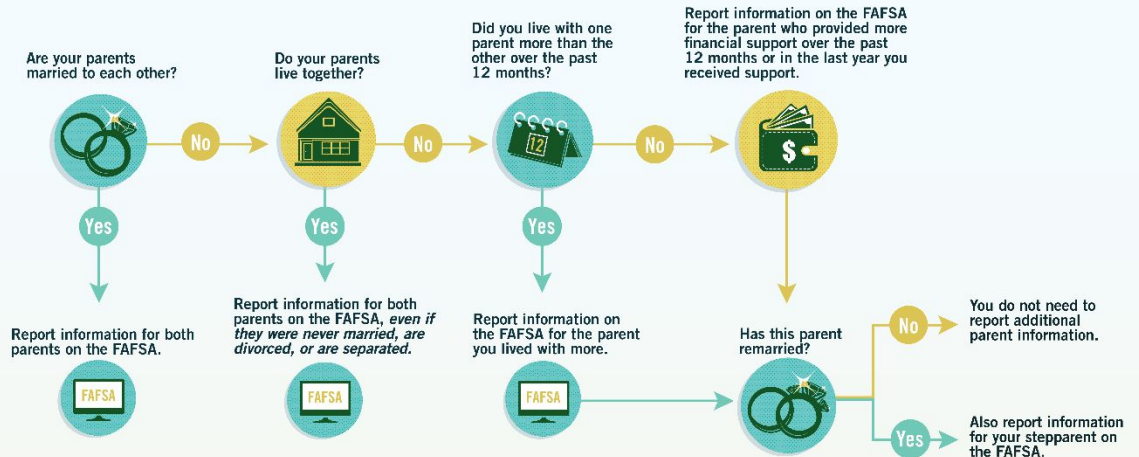 Are your parents
married to each other?
No
Yes
Report information for both
parents on the FAFSA.
FAFSA
Do your parents
live together?
No
Yes
Report information for both
parents on the FAFSA, even if
they were never married, are
divorced, or are separated.
FAFSA
Did you live with one
parent more than the
other over the past
12 months?
12
No
Yes
Report information on
the FAFSA for the parent
you lived with more.
FAFSA
Report information on the FAFSA
for the parent who provided more
financial support over the past
12 months or in the last year you
received support.
$
Has this parent
remarried?
No
You do not need to
report additional
parent information.
Yes
Also report information
for your stepparent on
the FAFSA.